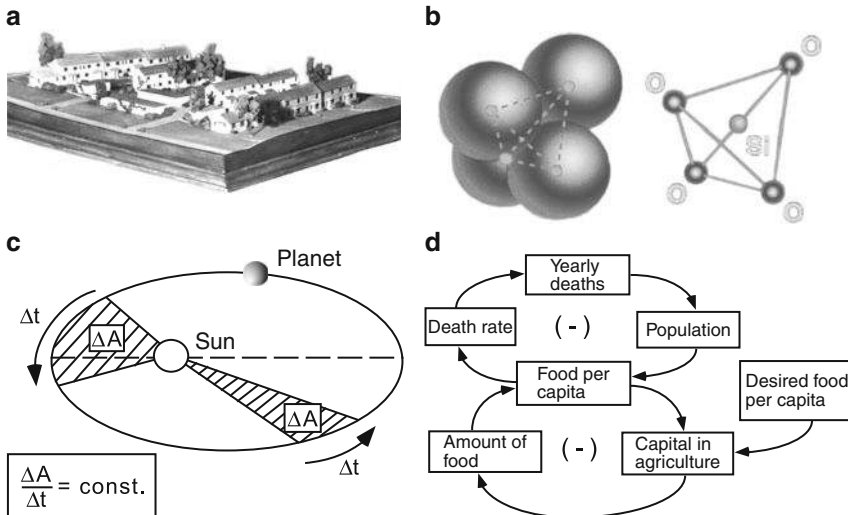 a
b
O
O
Si
O
O
c
Planet
Δt
ΔA
Sun
ΔA
Δt
ΔA
Δt
= const.
d
Yearly
deaths
Death rate
(-)
Population
Food per
capita
Desired food
per capita
Amount of
food
(-)
Capital in
agriculture